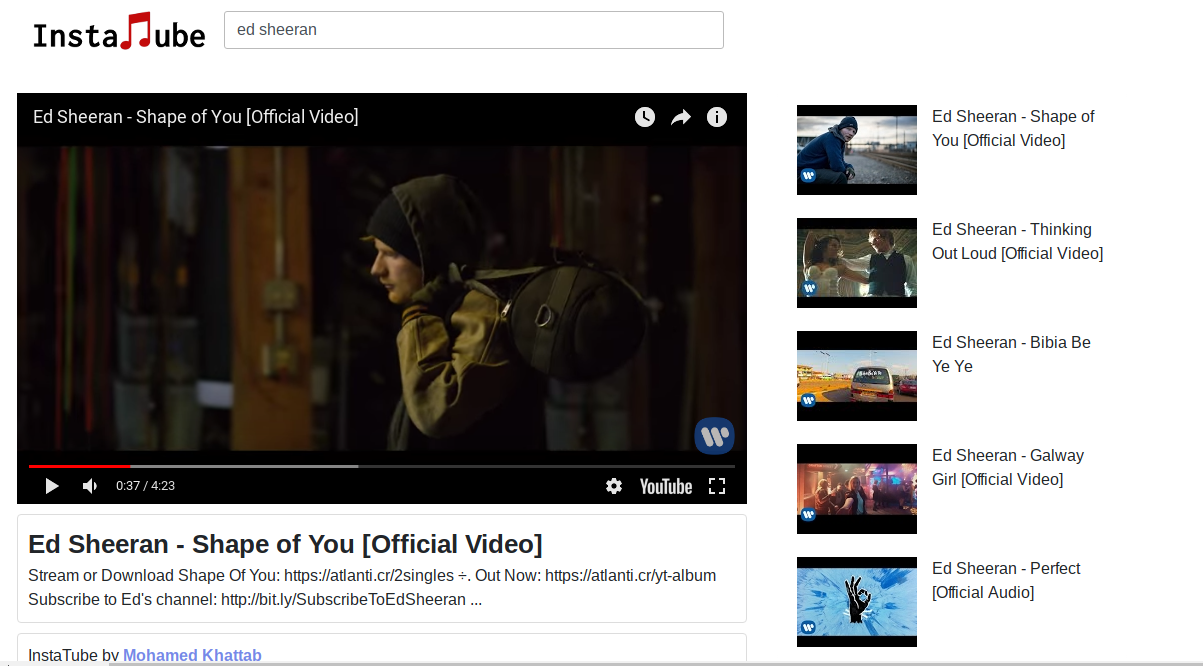 Insta Tube
ed sheeran
Ed Sheeran - Shape of You [Official Video]
0:37 / 4:23
YouTube
Ed Sheeran - Shape of You [Official Video]
Stream or Download Shape Of You: https://atlanti.cr/2singles ÷. Out Now: https://atlanti.cr/yt-album
Subscribe to Ed's channel: http://bit.ly/SubscribeToEdSheeran ...
InstaTube by Mohamed Khattab
Ed Sheeran - Shape of
You [Official Video]
Ed Sheeran - Thinking
Out Loud [Official Video]
Ed Sheeran - Bibia Be
Ye Ye
Ed Sheeran - Galway
Girl [Official Video]
Ed Sheeran - Perfect
[Official Audio]